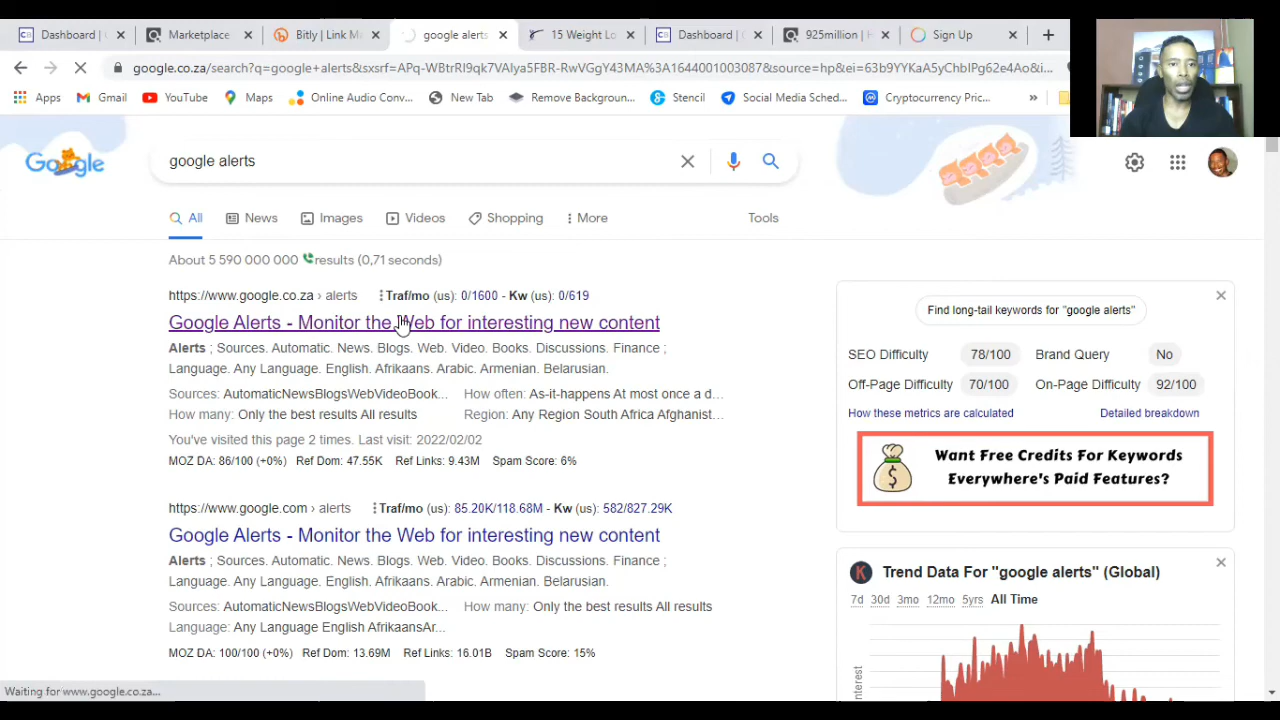 Dashboard |
Marketplace
Bitly | Link M
google alerts
15 Weight Lo
Dashboard |
925million | H
Sign Up
google.co.za/search?q=google+alerts&sxsrf=
Apps
Gmail
YouTube
Maps
Online Audio Conv...
New Tab
Remove Backgroun...
Stencil
Social Media Sched...
Cryptocurrency Pric...
»
Google
google alerts
All
News
Images
Videos
Shopping
More
Tools
About 5 590 000 000 results (0,71 seconds)
https://www.google.co.za › alerts Traf/mo (us): 0/1600 - Kw (us): 0/619
Google Alerts - Monitor the Web for interesting new content
Alerts ; Sources. Automatic. News. Blogs. Web. Video. Books. Discussions. Finance ;
Language. Any Language. English. Afrikaans. Arabic. Armenian. Belarusian.
Sources: AutomaticNewsBlogsWebVideoBook... How often: As-it-happens At most once a d...
How many: Only the best results All results Region: Any Region South Africa Afghanist...
You've visited this page 2 times. Last visit: 2022/02/02
MOZ DA: 86/100 (+0%) Ref Dom: 47.55K Ref Links: 9.43M Spam Score: 6%
https://www.google.com › alerts Traf/mo (us): 85.20K/118.68M - Kw (us): 582/827.29K
Google Alerts - Monitor the Web for interesting new content
Alerts ; Sources. Automatic. News. Blogs. Web. Video. Books. Discussions. Finance ;
Language. Any Language. English. Afrikaans. Arabic. Armenian. Belarusian.
Sources: AutomaticNewsBlogsWebVideoBook... How many: Only the best results All results
Language: Any Language English AfrikaansAr...
MOZ DA: 100/100 (+0%) Ref Dom: 13.69M Ref Links: 16.01B Spam Score: 15%
Find long-tail keywords for "google alerts"
SEO Difficulty 78/100 Brand Query No
Off-Page Difficulty 70/100 On-Page Difficulty 92/100
How these metrics are calculated Detailed breakdown
Want Free Credits For Keywords
Everywhere's Paid Features?
Trend Data For "google alerts" (Global)
7d 30d 3mo 12mo 5yrs All Time
Waiting for www.google.co.za...